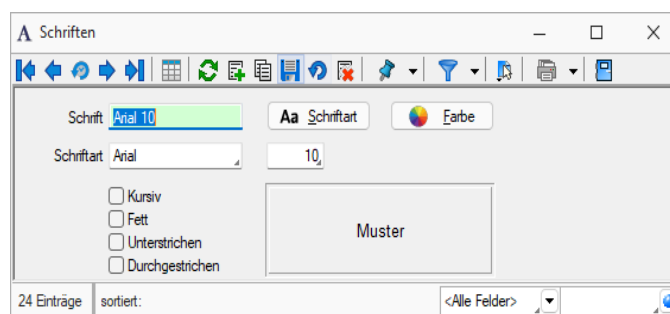 A Schriften
Schrift Arial 10 Aa Schriftart Farbe
Schriftart Arial 10
Kursiv
Fett
Unterstrichen
Durchgestrichen
Muster
24 Einträge sortiert: <Alle Felder>